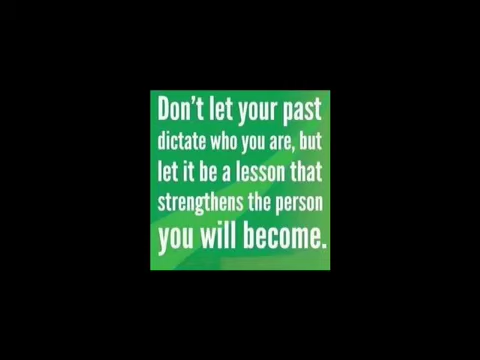 Don't let your past
dictate who you are, but
let it be a lesson that
strengthens the person
you will become.